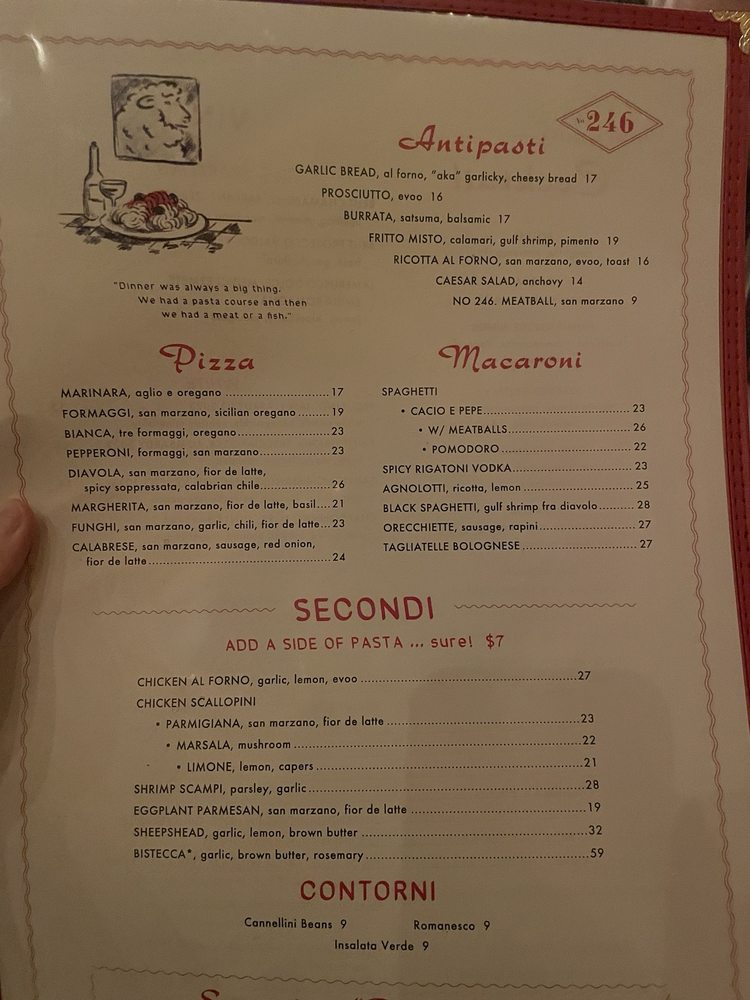 No 246
Antipasti
GARLIC BREAD, al forno, "aka" garlicky, cheesy bread 17
PROSCIUTTO, evoo 16
BURRATA, satsuma, balsamic 17
FRITTO MISTO, calamari, gulf shrimp, pimento 19
RICOTTA AL FORNO, san marzano, evoo, toast 16
CAESAR SALAD, anchovy 14
NO 246. MEATBALL, san marzano 9
"Dinner was always a big thing.
We had a pasta course and then
we had a meat or a fish."
Pizza
MARINARA, aglio e oregano ......................17
FORMAGGI, san marzano, sicilian oregano ........19
BIANCA, tre formaggi, oregano.......................23
PEPPERONI, formaggi, san marzano..................23
DIAVOLA, san marzano, fior de latte,
spicy soppressata, calabrian chile..................26
MARGHERITA, san marzano, fior de latte, basil....21
FUNGHI, san marzano, garlic, chili, fior de latte...23
CALABRESE, san marzano, sausage, red onion,
fior de latte.............................................24
Macaroni
SPAGHETTI
• CACIO E PEPE...................................23
• W/ MEATBALLS.............................26
• POMODORO.............................22
SPICY RIGATONI VODKA............................23
AGNOLOTTI, ricotta, lemon.........................25
BLACK SPAGHETTI, gulf shrimp fra diavolo.........28
ORECCHIETTE, sausage, rapini.......................27
TAGLIATELLE BOLOGNESE............................27
SECONDI
ADD A SIDE OF PASTA ... sure! $7
CHICKEN AL FORNO, garlic, lemon, evoo ..................................................27
CHICKEN SCALLOPINI
• PARMIGIANA, san marzano, fior de latte ...............................................23
• MARSALA, mushroom .................................................................22
• LIMONE, lemon, capers ............................................................21
SHRIMP SCAMPI, parsley, garlic................................................................28
EGGPLANT PARMESAN, san marzano, fior de latte .........................................19
SHEEPSHEAD, garlic, lemon, brown butter ....................................................32
BISTECCA*, garlic, brown butter, rosemary....................................................59
CONTORNI
Cannellini Beans 9 Romanesco 9
Insalata Verde 9